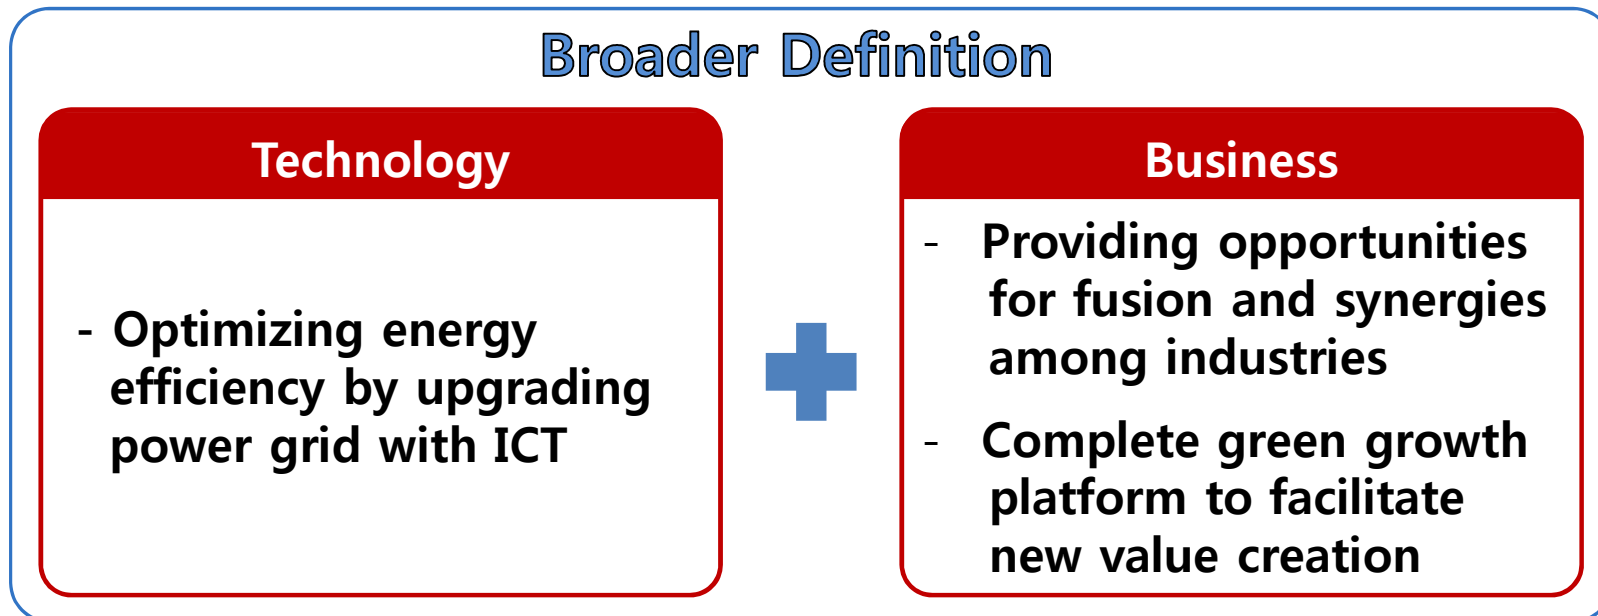 Broader Definition
Technology
- Optimizing energy
efficiency by upgrading
power grid with ICT
Business
- Providing opportunities
for fusion and synergies
among industries
- Complete green growth
platform to facilitate
new value creation